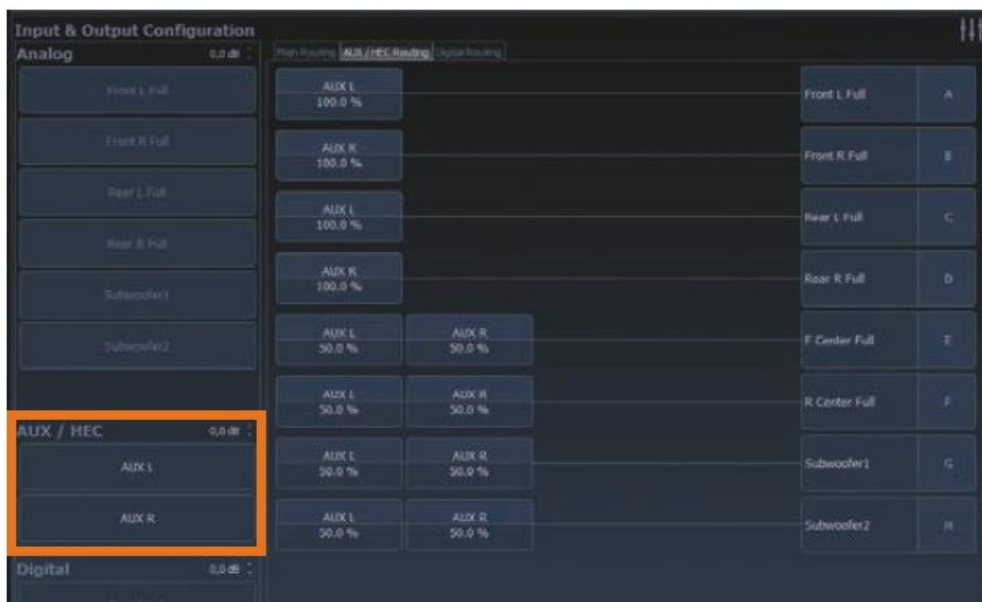 Input & Output Configuration
Analog 0,0 dB
Main Routing AUX / HEC Routing Digital Routing
Front L Full
Front R Full
Rear L Full
Rear R Full
Subwoofer1
Subwoofer2
AUX / HEC 0,0 dB
AUX L
AUX R
Digital 0,0 dB
AUX L
100.0 %
Front L Full A
AUX R
100.0 %
Front R Full B
AUX L
100.0 %
Rear L Full C
AUX R
100.0 %
Rear R Full D
AUX L AUX R
50.0 % 50.0 %
F Center Full E
AUX L AUX R
50.0 % 50.0 %
R Center Full F
AUX L AUX R
50.0 % 50.0 %
Subwoofer1 G
AUX L AUX R
50.0 % 50.0 %
Subwoofer2 H